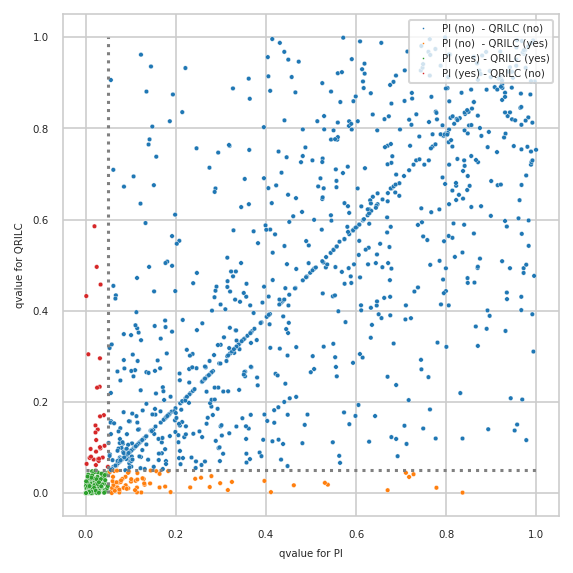 PI (no)  - QRILC (no)
PI (no)  - QRILC (yes)
PI (yes) - QRILC (yes)
PI (yes) - QRILC (no)
1.0
0.8
0.6
0.4
0.2
0.0
qvalue for QRILC
0.0 0.2 0.4 0.6 0.8 1.0
qvalue for PI